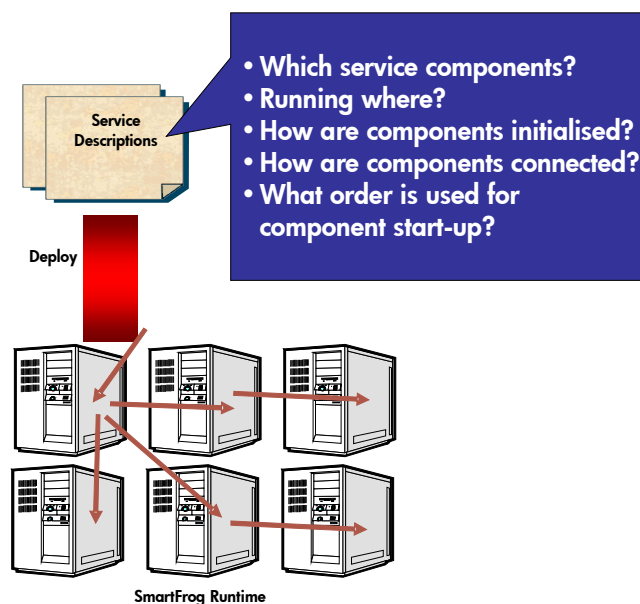 • Which service components?
• Running where?
• How are components initialised?
• How are components connected?
• What order is used for
component start-up?
Service
Descriptions
Deploy
SmartFrog Runtime